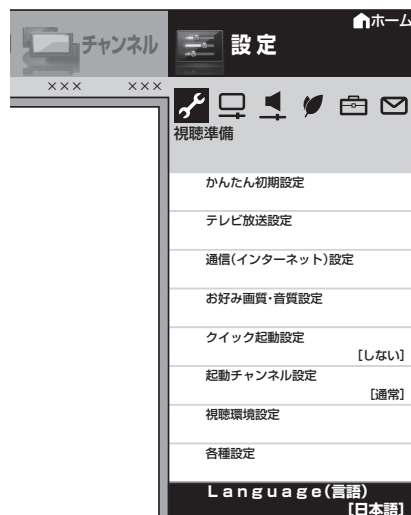 ホーム
チャンネル
設定
××× ×××
視聴準備
かんたん初期設定
テレビ放送設定
通信(インターネット)設定
お好み画質・音質設定
クイック起動設定
[しない]
起動チャンネル設定
[通常]
視聴環境設定
各種設定
Language(言語)
[日本語]